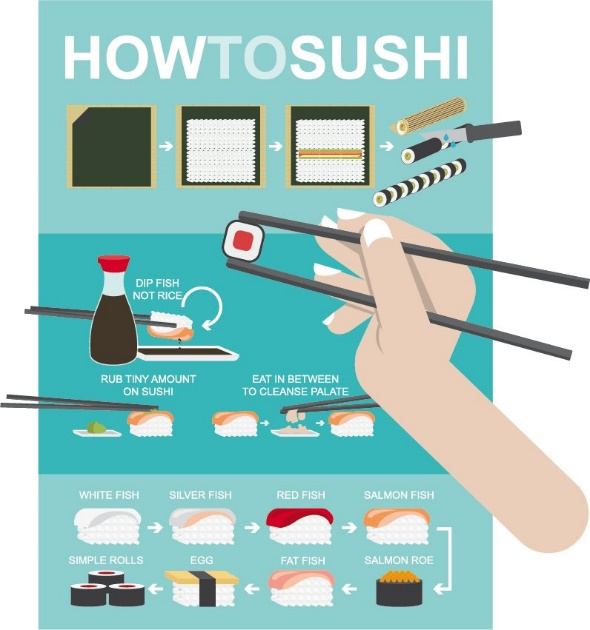 HOWTOSUSHI
DIP FISH
NOT RICE
RUB TINY AMOUNT
ON SUSHI
EAT IN BETWEEN
TO CLEANSE PALATE
WHITE FISH
SILVER FISH
RED FISH
SALMON FISH
SIMPLE ROLLS
EGG
FAT FISH
SALMON ROE